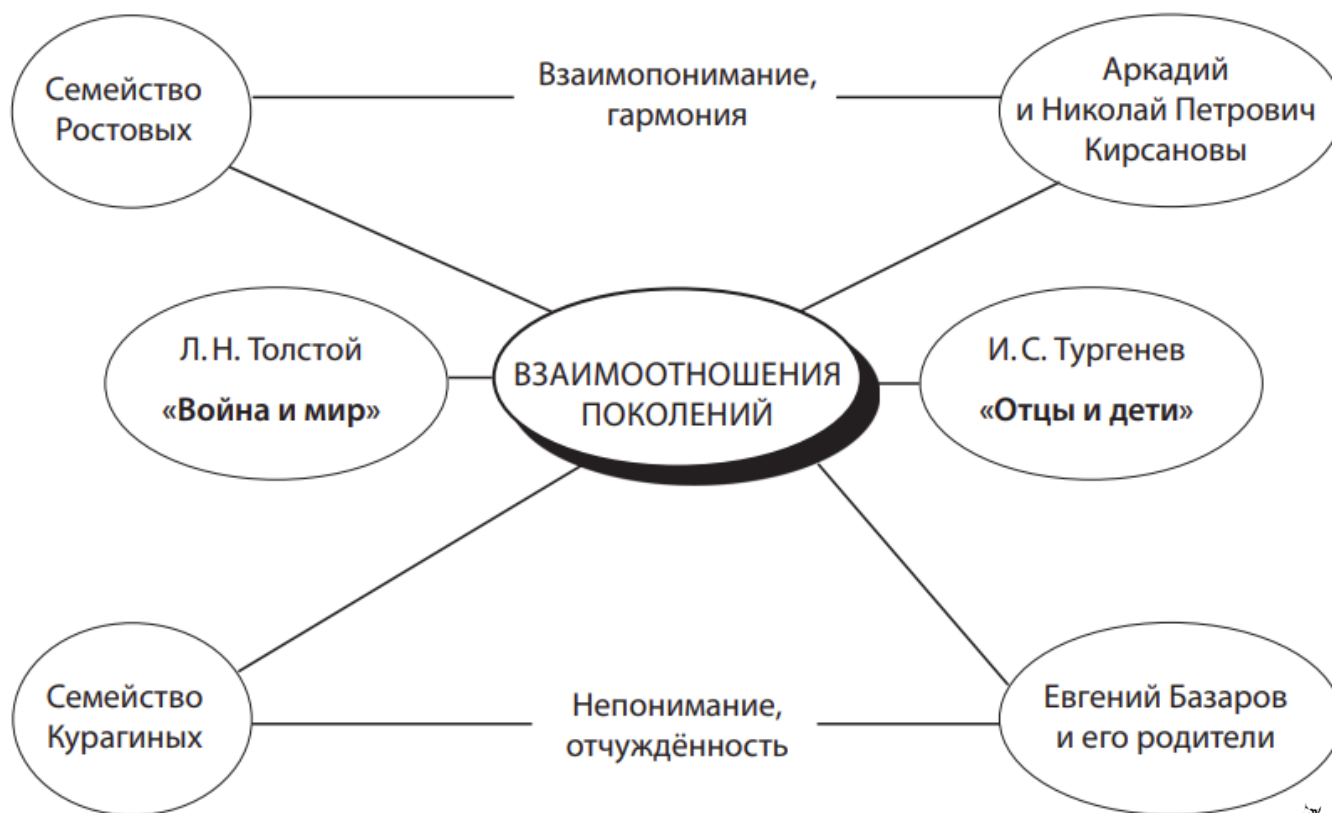 Семейство
Ростовых
Взаимопонимание,
гармония
Аркадий
и Николай Петрович
Кирсановы
Л. Н. Толстой
«Война и мир»
ВЗАИМООТНОШЕНИЯ
ПОКОЛЕНИЙ
И. С. Тургенев
«Отцы и дети»
Семейство
Курагиных
Непонимание,
отчуждённость
Евгений Базаров
и его родители